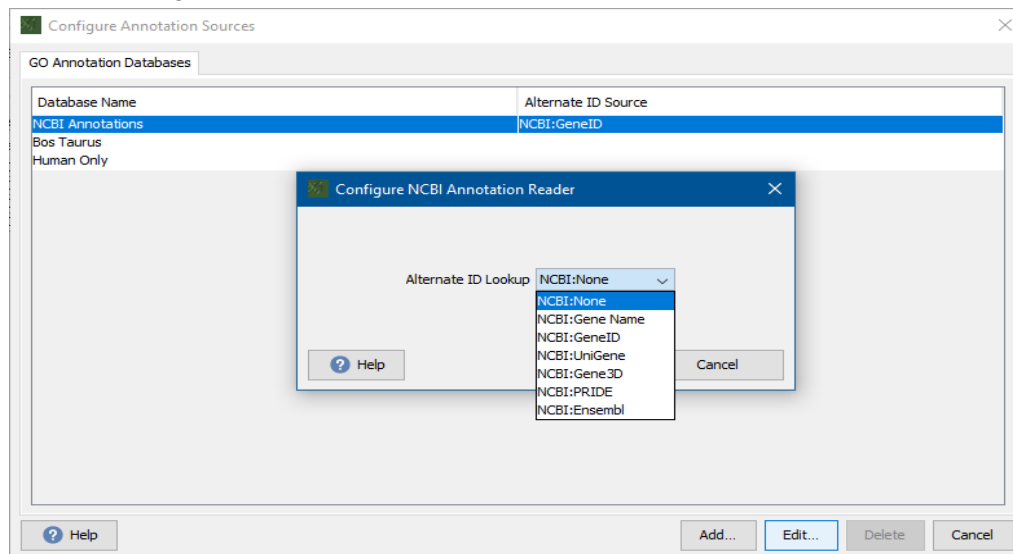 Configure Annotation Sources
GO Annotation Databases
Database Name Alternate ID Source
NCBI Annotations NCBI:GeneID
Bos Taurus
Human Only
Configure NCBI Annotation Reader
Alternate ID Lookup NCBI:None
NCBI:None
NCBI:Gene Name
NCBI:GeneID
NCBI:UniGene
NCBI:Gene3D
NCBI:PRIDE
NCBI:Ensembl
? Help Cancel
? Help Add... Edit... Delete Cancel